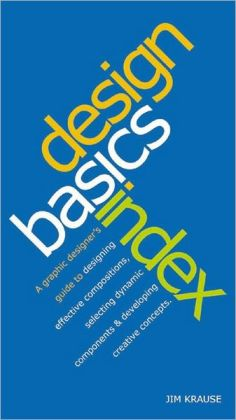 design
basics
index
A graphic designer's
guide to designing
effective compositions,
selecting dynamic
components & developing
creative concepts.
JIM KRAUSE